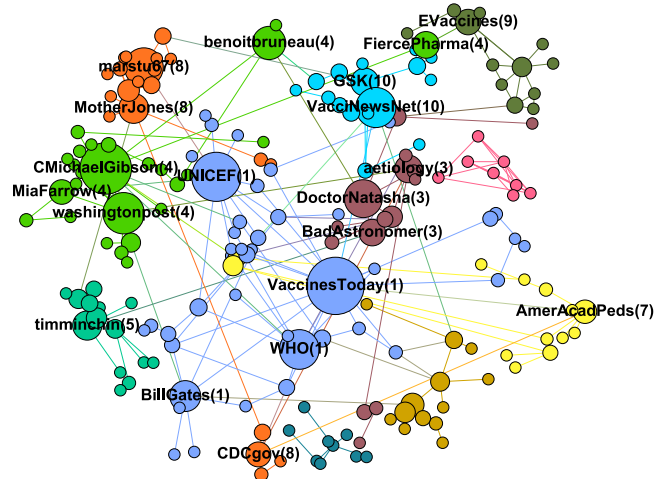 EVaccines(9)
benoitbruneau(4)
FiercePharma(4)
marstu67(8)
GSK(10)
MotherJones(8)
VacciNewsNet(10)
CMichaelGibson(4)
UNICEF(1)
aetiology(3)
MiaFarrow(4)
DoctorNatasha(3)
washingtonpost(4)
BadAstronomer(3)
VaccinesToday(1)
AmerAcadPeds(7)
timminchin(5)
WHO(1)
BillGates(1)
CDCgov(8)